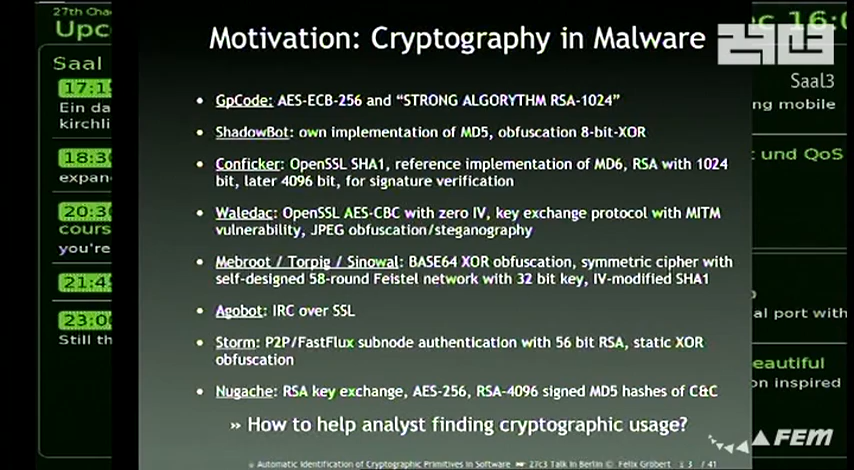 27th Cha
Upc
Saal
17:1
Ein da
kirchli
18:30
expan
20:30
cours
you're
21:4
23:00
Still th
Motivation: Cryptography in Malware
• GpCode: AES-ECB-256 and “STRONG ALGORYTHM RSA-1024”
• ShadowBot: own implementation of MD5, obfuscation 8-bit-XOR
• Conficker: OpenSSL SHA1, reference implementation of MD6, RSA with 1024
bit, later 4096 bit, for signature verification
• Waledac: OpenSSL AES-CBC with zero IV, key exchange protocol with MITM
vulnerability, JPEG obfuscation/steganography
• Mebroot / Torpig / Sinowal: BASE64 XOR obfuscation, symmetric cipher with
self-designed 58-round Feistel network with 32 bit key, IV-modified SHA1
• Agobot: IRC over SSL
• Storm: P2P/FastFlux subnode authentication with 56 bit RSA, static XOR
obfuscation
• Nugache: RSA key exchange, AES-256, RSA-4096 signed MD5 hashes of C&C
» How to help analyst finding cryptographic usage?
Automatic Identification of Cryptographic Primitives in Software 27c3 Talk in Berlin © Felix Gröbert 3 / 41
27c3
ec 16:0
Saal3
ng mobile
t und QoS
al port with
eautiful
on inspired
FEM